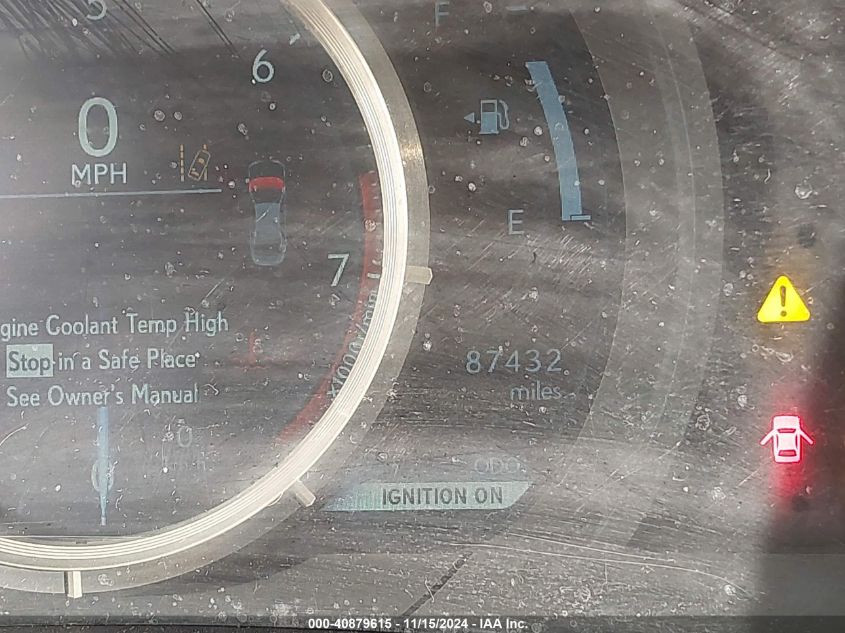 5
F
6
0
MPH
E
7
gine Coolant Temp High
Stop in a Safe Place
See Owner's Manual
x1000r/min
87432
miles
0
ODO
IGNITION ON
000-40879615 - 11/15/2024 - IAA Inc.